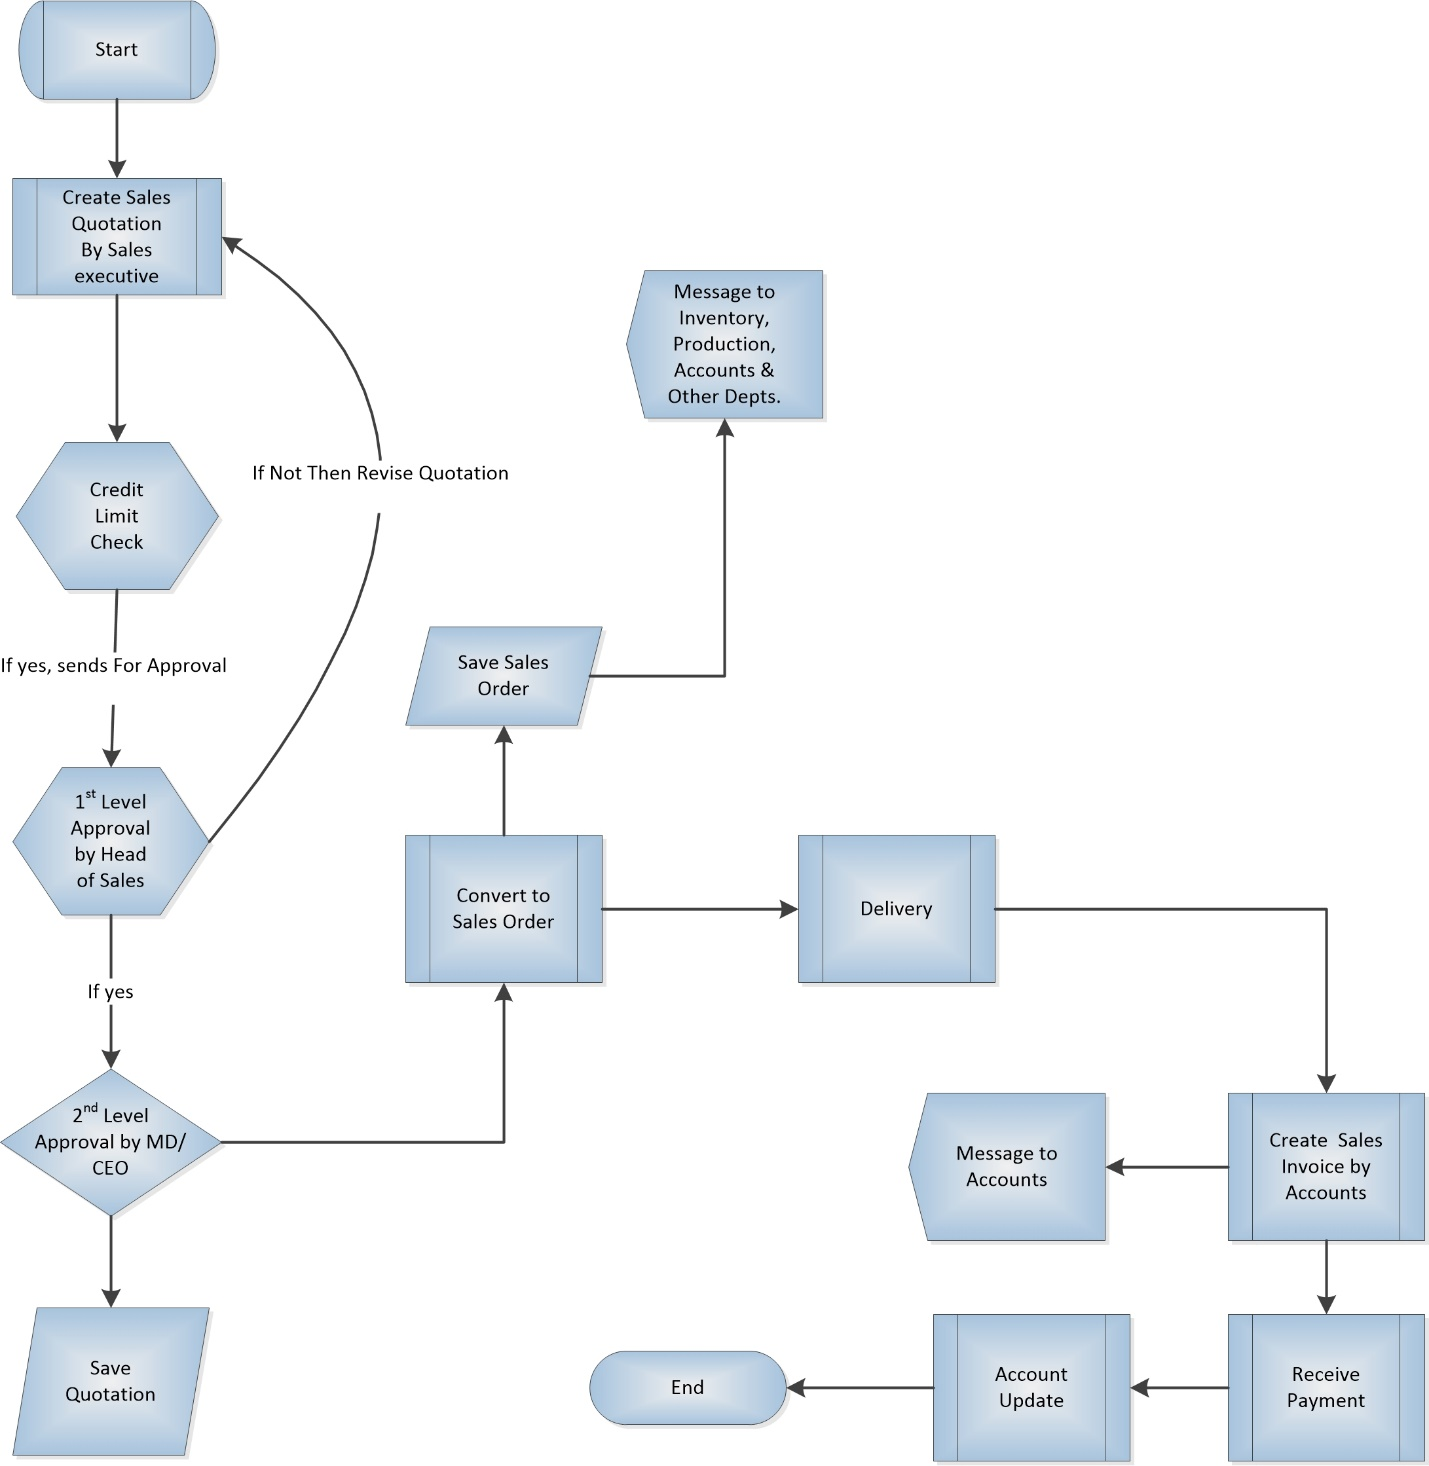 Start
Create Sales
Quotation
By Sales
executive
Message to
Inventory,
Production,
Accounts &
Other Depts.
If Not Then Revise Quotation
Credit
Limit
Check
If yes, sends For Approval
Save Sales
Order
1st Level
Approval
by Head
of Sales
Convert to
Sales Order
Delivery
If yes
2nd Level
Approval by MD/
CEO
Message to
Accounts
Create Sales
Invoice by
Accounts
Save
Quotation
End
Account
Update
Receive
Payment